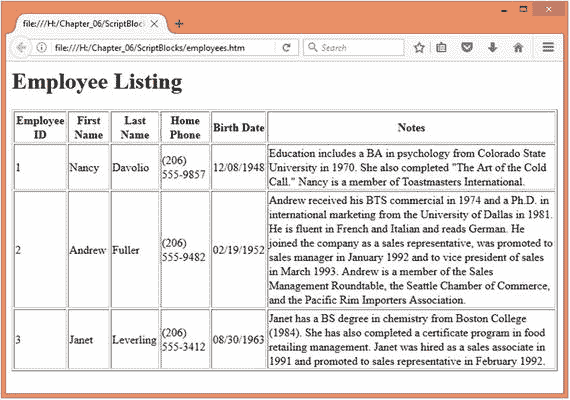 file:///H:/Chapter_06/ScriptBlocks/
file:///H:/Chapter_06/ScriptBlocks/employees.htm
Search
Employee Listing
Employee ID
First Name
Last Name
Home Phone
Birth Date
Notes
1
Nancy
Davolio
(206) 555-9857
12/08/1948
Education includes a BA in psychology from Colorado State
University in 1970. She also completed "The Art of the Cold
Call." Nancy is a member of Toastmasters International.
2
Andrew
Fuller
(206) 555-9482
02/19/1952
Andrew received his BTS commercial in 1974 and a Ph.D. in
international marketing from the University of Dallas in 1981.
He is fluent in French and Italian and reads German. He
joined the company as a sales representative, was promoted to
sales manager in January 1992 and to vice president of sales
in March 1993. Andrew is a member of the Sales
Management Roundtable, the Seattle Chamber of Commerce,
and the Pacific Rim Importers Association.
3
Janet
Leverling
(206) 555-3412
08/30/1963
Janet has a BS degree in chemistry from Boston College
(1984). She has also completed a certificate program in food
retailing management. Janet was hired as a sales associate in
1991 and promoted to sales representative in February 1992.